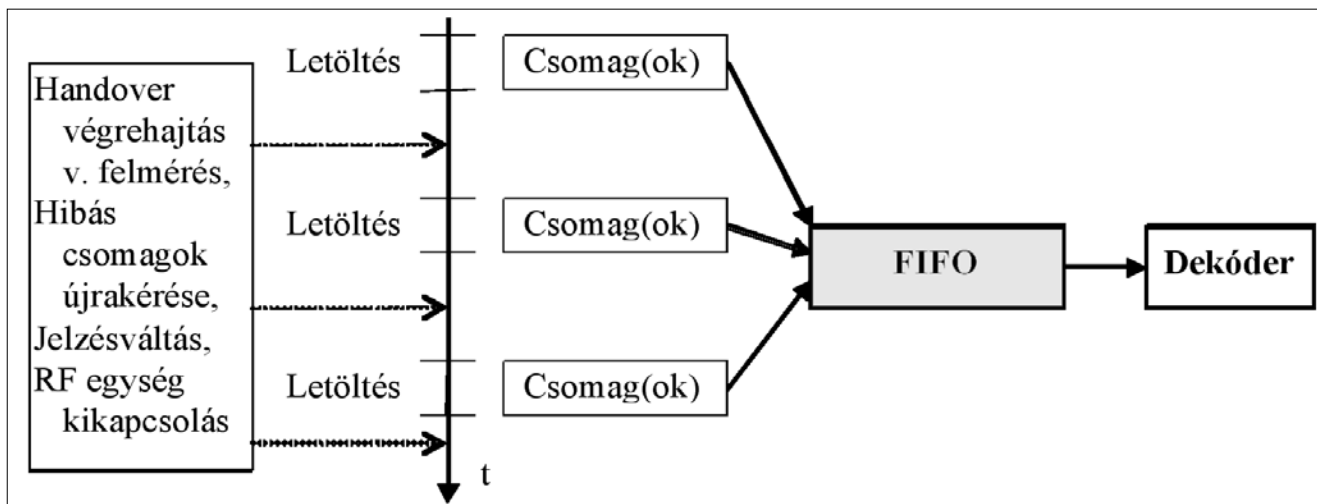 Handover
végrehajtás
v. felmérés,
Hibás
csomagok
újrakérése,
Jelzésváltás,
RF egység
kikapcsolás
Letöltés
Csomag(ok)
Letöltés
Csomag(ok)
Letöltés
Csomag(ok)
t
FIFO
Dekóder